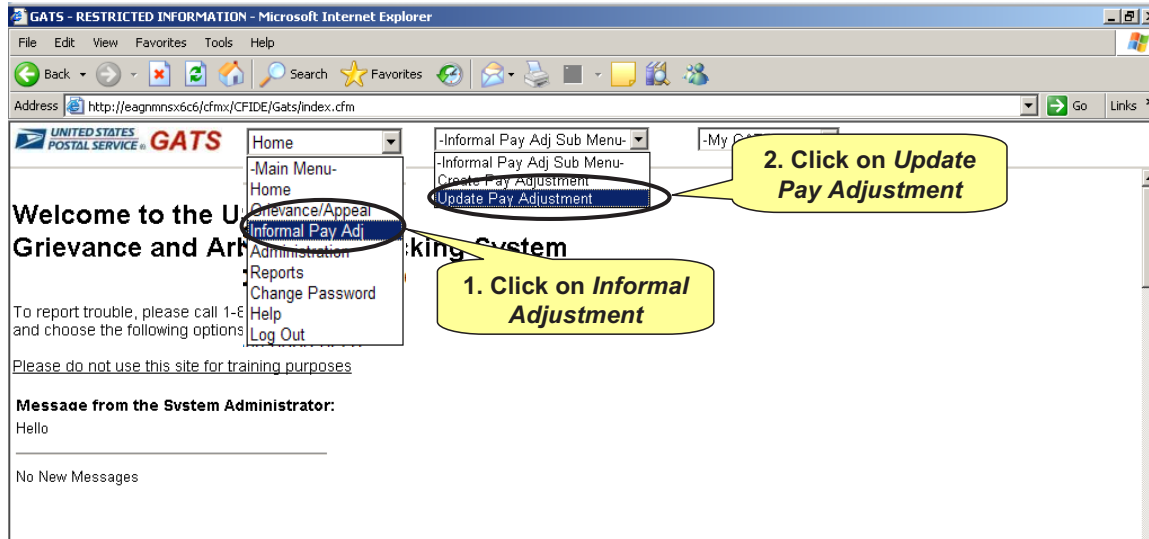 GATS - RESTRICTED INFORMATION - Microsoft Internet Explorer
File Edit View Favorites Tools Help
Back Search Favorites
Address http://eagnmnsx6c6/cfmx/CFIDE/Gats/index.cfm Go Links
UNITED STATES POSTAL SERVICE ® GATS Home -Informal Pay Adj Sub Menu- -My
-Main Menu-
Home
Grievance/Appeal
Informal Pay Adj
Administration
Reports
Change Password
Help
Log Out
-Informal Pay Adj Sub Menu-
Create Pay Adjustment
Update Pay Adjustment
2. Click on Update
Pay Adjustment
1. Click on Informal
Adjustment
Welcome to the U
Grievance and Ar king System
To report trouble, please call 1-8
and choose the following options
Please do not use this site for training purposes
Message from the System Administrator:
Hello
No New Messages